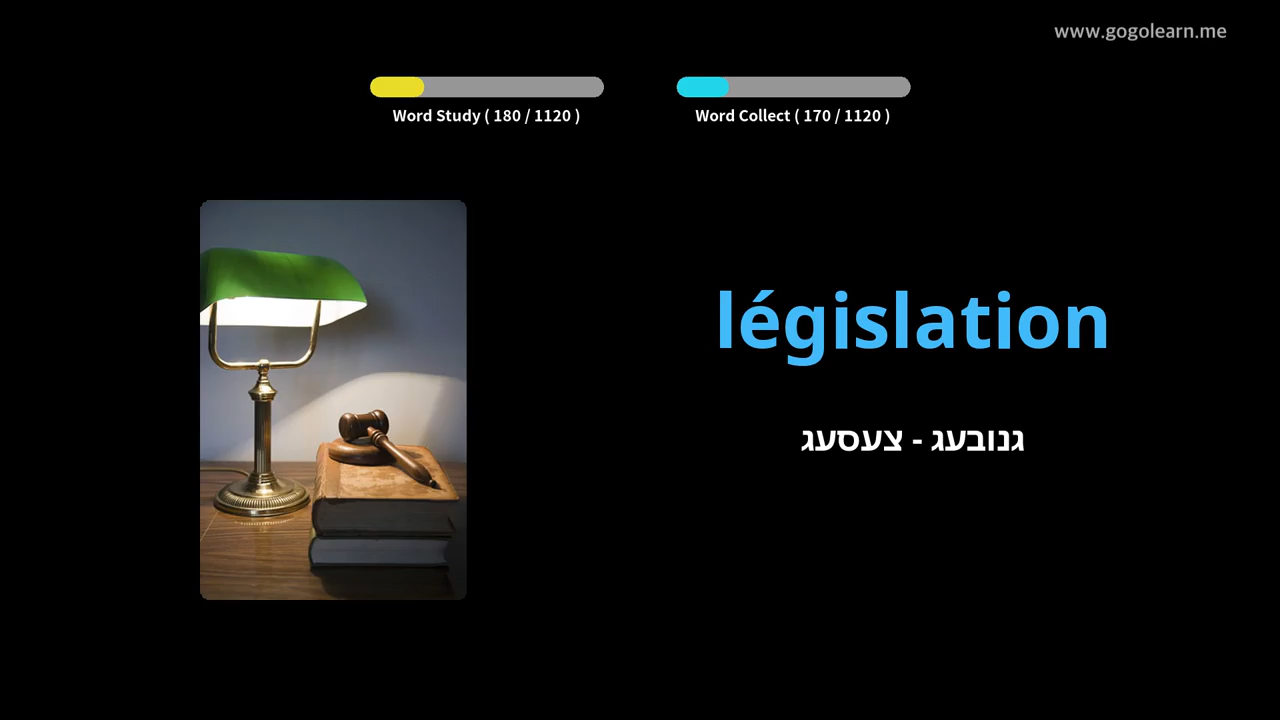 www.gogolearn.me
Word Study ( 180 / 1120 )
Word Collect ( 170 / 1120 )
législation
גנובעג - צעסעג